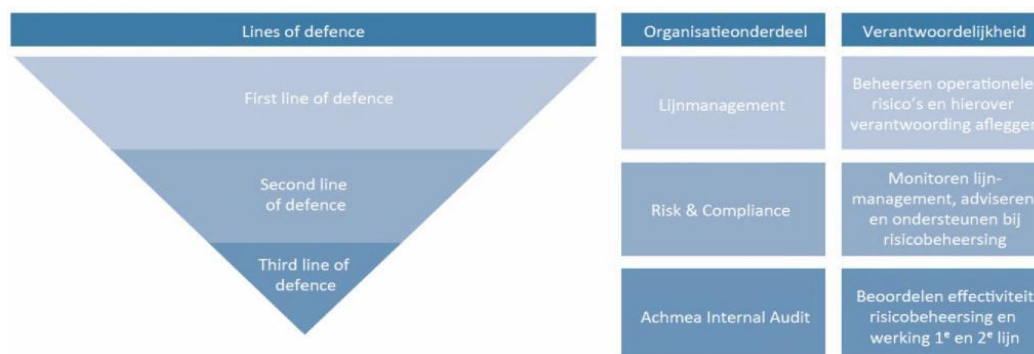 Lines of defence
Organisatieonderdeel
Verantwoordelijkheid
First line of defence
Lijnmanagement
Beheersen operationele
risico's en hierover
verantwoording afleggen
Second line
of defence
Risk & Compliance
Monitoren lijn-
management, adviseren
en ondersteunen bij
risicobeheersing
Third line of
defence
Achmea Internal Audit
Beoordelen effectiviteit
risicobeheersing en
werking 1e en 2e lijn